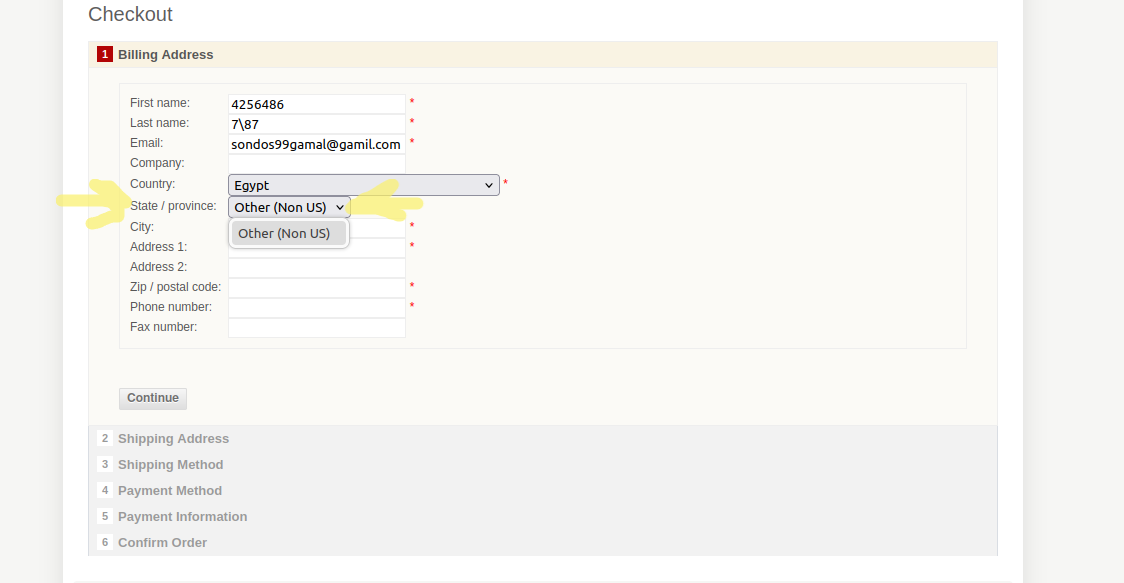 Checkout
1 Billing Address
First name: 4256486 *
Last name: 7\87 *
Email: sondos99gamal@gamil.com *
Company:
Country: Egypt *
State / province: Other (Non US)
Other (Non US)
City: *
Address 1: *
Address 2:
Zip / postal code: *
Phone number: *
Fax number:
Continue
2 Shipping Address
3 Shipping Method
4 Payment Method
5 Payment Information
6 Confirm Order